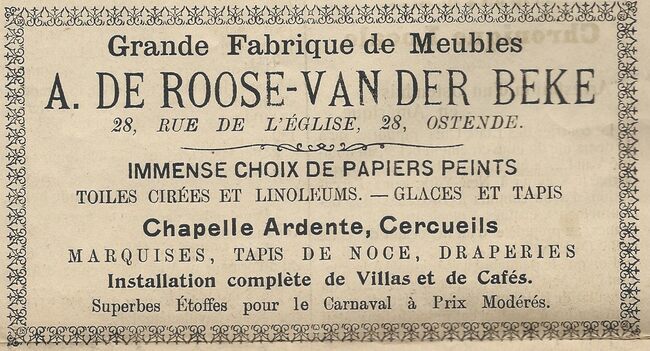 Grande Fabrique de Meubles
A. DE ROOSE-VAN DER BEKE
28, RUE DE L'ÉGLISE, 28, OSTENDE.
IMMENSE CHOIX DE PAPIERS PEINTS
TOILES CIRÉES ET LINOLEUMS. — GLACES ET TAPIS
Chapelle Ardente, Cercueils
MARQUISES, TAPIS DE NOCE, DRAPERIES
Installation complète de Villas et de Cafés.
Superbes Étoffes pour le Carnaval à Prix Modérés.